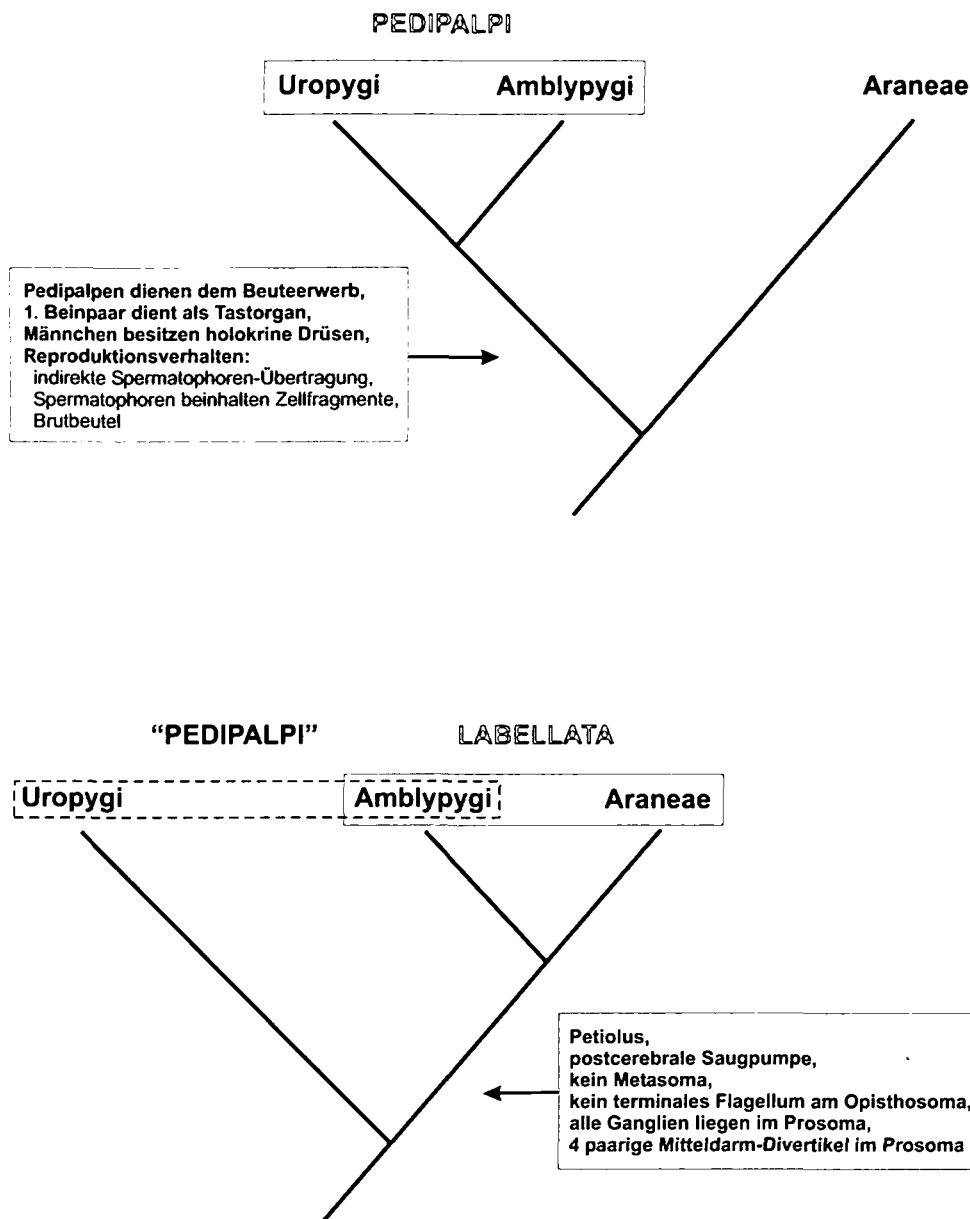 PEDIPALPI
Uropygi Amblypygi Araneae
Pedipalpen dienen dem Beuteerwerb,
1. Beinpaar dient als Tastorgan,
Männchen besitzen holokrine Drüsen,
Reproduktionsverhalten:
indirekte Spermatophoren-Übertragung,
Spermatophoren beinhalten Zellfragmente,
Brutbeutel
“PEDIPALPI” LABELLATA
Uropygi Amblypygi Araneae
Petiolus,
postcerebrale Saugpumpe,
kein Metasoma,
kein terminales Flagellum am Opisthosoma,
alle Ganglien liegen im Prosoma,
4 paarige Mitteldarm-Divertikel im Prosoma